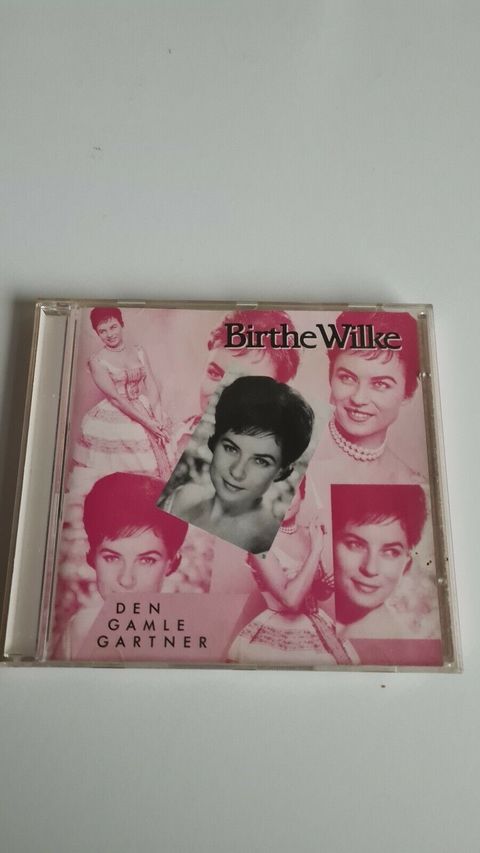 Birthe Wilke
DEN
GAMLE
GARTNER